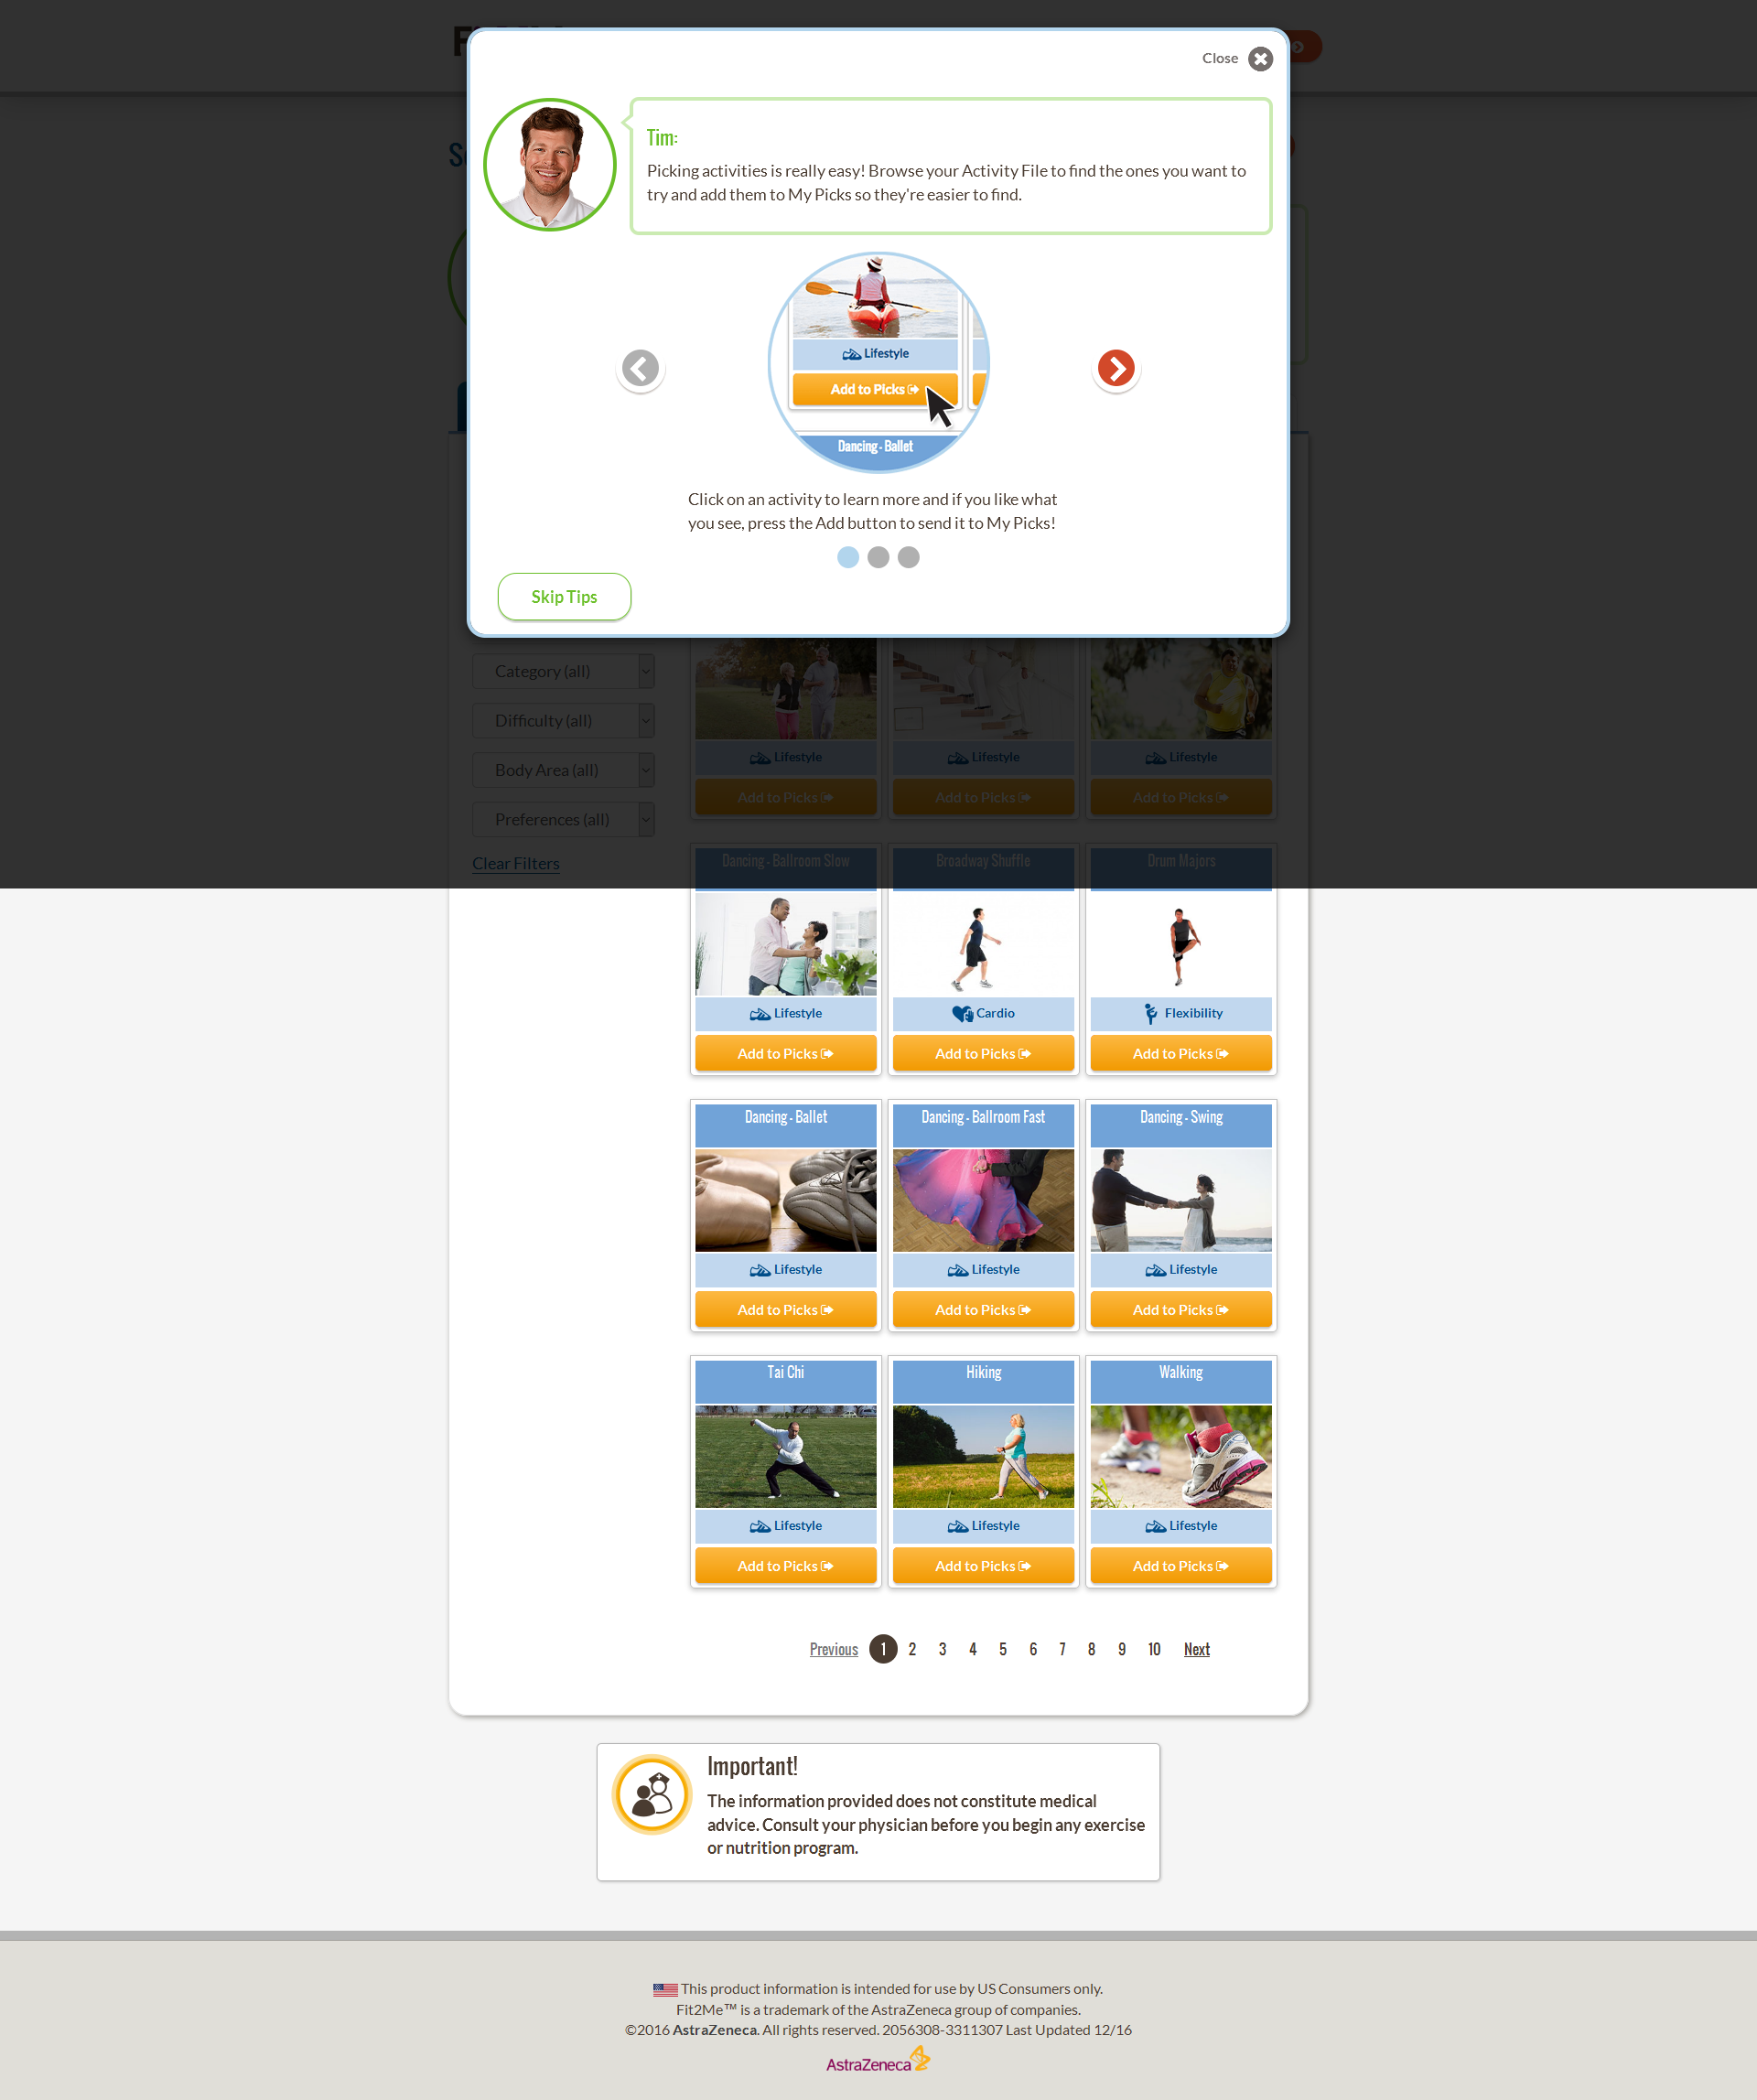 Close
Tim:
Picking activities is really easy! Browse your Activity File to find the ones you want to
try and add them to My Picks so they're easier to find.
Lifestyle
Add to Picks
Dancing - Ballet
Click on an activity to learn more and if you like what
you see, press the Add button to send it to My Picks!
Skip Tips
Category (all)
Difficulty (all)
Body Area (all)
Preferences (all)
Clear Filters
Lifestyle Lifestyle Lifestyle
Add to Picks Add to Picks Add to Picks
Dancing - Ballroom Slow Broadway Shuffle Drum Majors
Lifestyle Cardio Flexibility
Add to Picks Add to Picks Add to Picks
Dancing - Ballet Dancing - Ballroom Fast Dancing - Swing
Lifestyle Lifestyle Lifestyle
Add to Picks Add to Picks Add to Picks
Tai Chi Hiking Walking
Lifestyle Lifestyle Lifestyle
Add to Picks Add to Picks Add to Picks
Previous 1 2 3 4 5 6 7 8 9 10 Next
Important!
The information provided does not constitute medical
advice. Consult your physician before you begin any exercise
or nutrition program.
This product information is intended for use by US Consumers only.
Fit2Me™ is a trademark of the AstraZeneca group of companies.
©2016 AstraZeneca. All rights reserved. 2056308-3311307 Last Updated 12/16
AstraZeneca